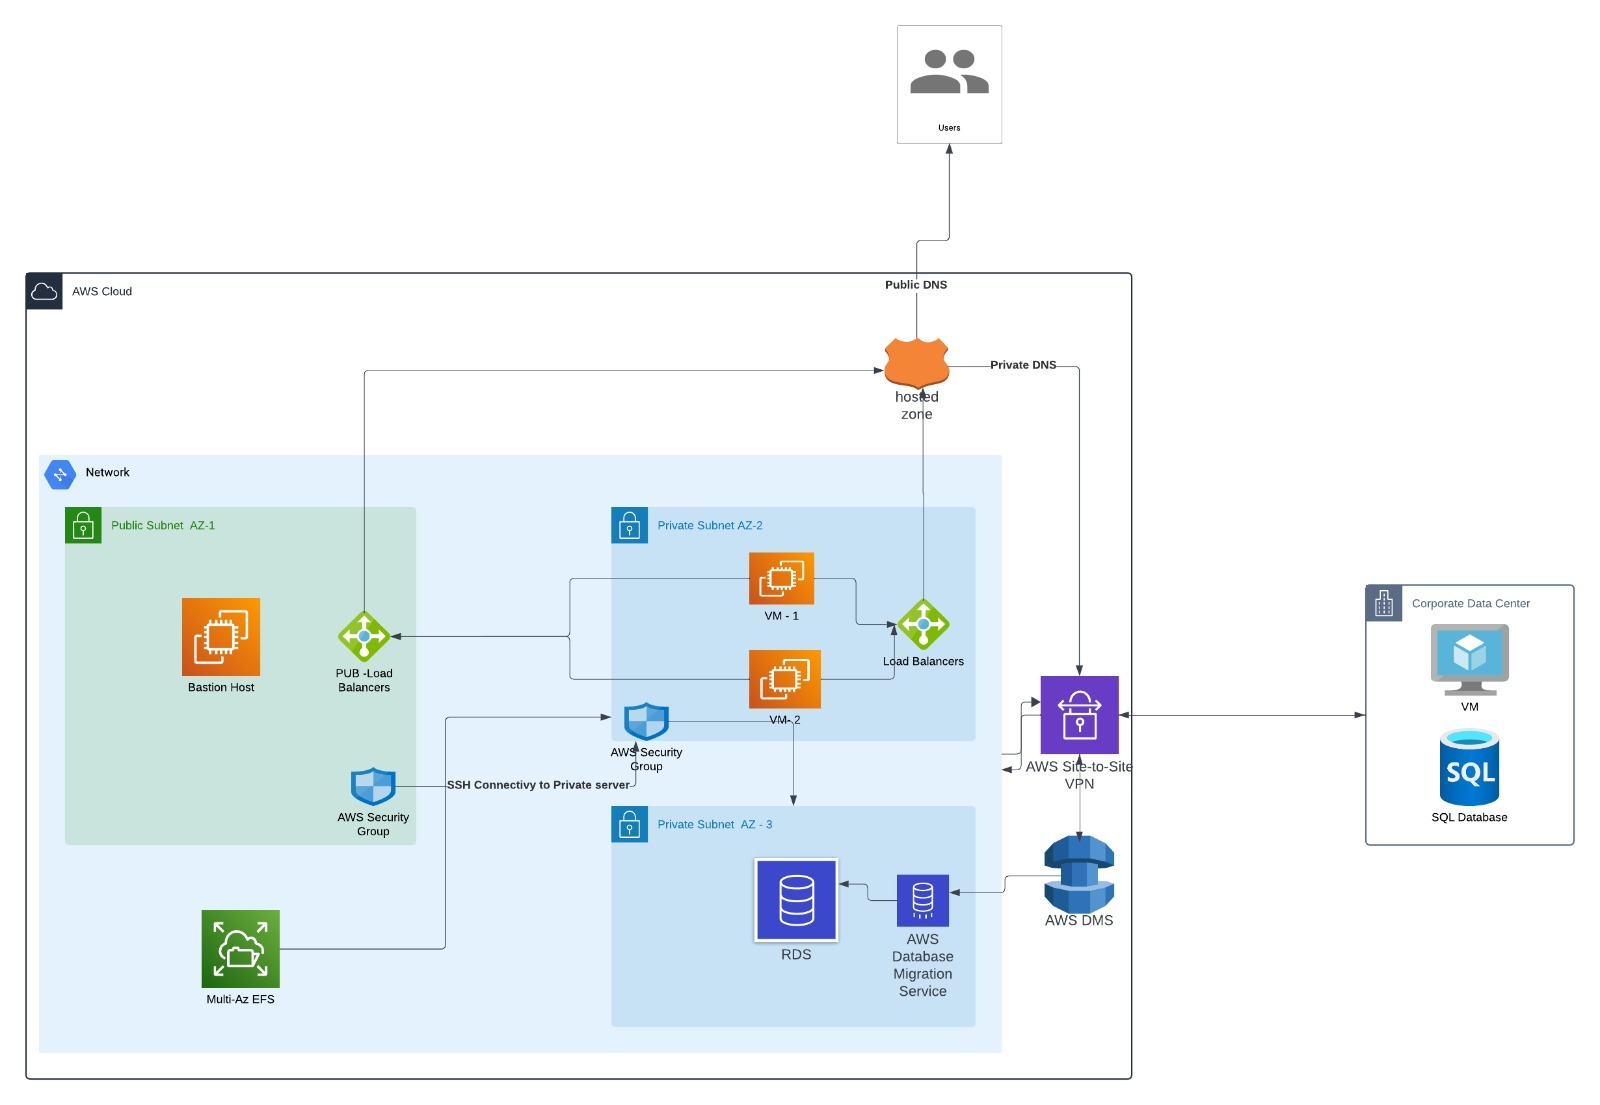 Users
Public DNS
AWS Cloud
Private DNS
hosted
zone
Network
Public Subnet  AZ-1
Private Subnet AZ-2
VM - 1
Bastion Host
PUB -Load
Balancers
Load Balancers
VM- 2
AWS Security
Group
SSH Connectivy to Private server
AWS Security
Group
AWS Site-to-Site
VPN
Corporate Data Center
VM
SQL
SQL Database
Private Subnet  AZ - 3
RDS
AWS
Database
Migration
Service
AWS DMS
Multi-Az EFS